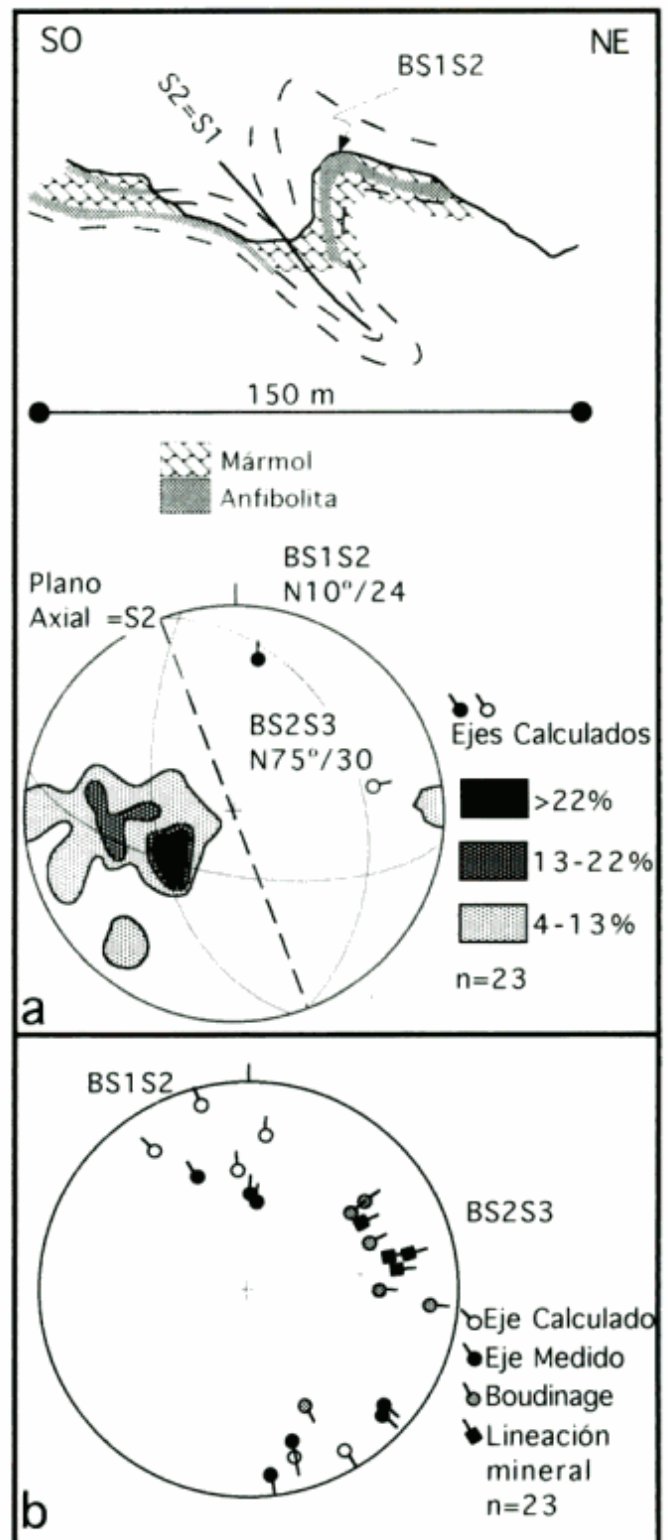 SO
NE
BS1S2
S2=S1
150 m
Mármol
Anfibolita
BS1S2
N10º/24
Plano
Axial =S2
BS2S3
N75º/30
Ejes Calculados
>22%
13-22%
4-13%
n=23
a
BS1S2
BS2S3
Eje Calculado
Eje Medido
Boudinage
Lineación
mineral
n=23
b